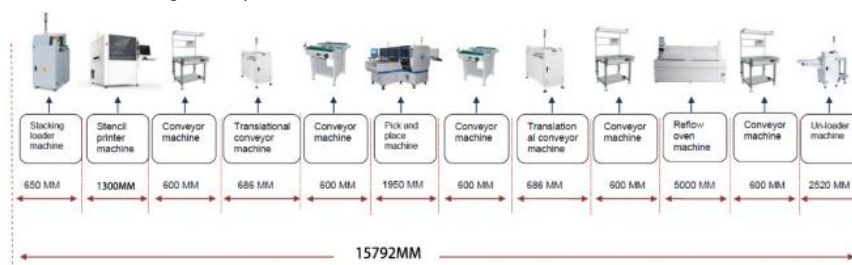 Stacking
loader
machine
Stencil
printer
machine
Conveyor
machine
Translational
conveyor
machine
Conveyor
machine
Pick and
place
machine
Conveyor
machine
Translation
al conveyor
machine
Conveyor
machine
Reflow
oven
machine
Conveyor
machine
Un-loader
machine
650 MM
1300MM
600 MM
686 MM
600 MM
1950 MM
600 MM
686 MM
600 MM
5000 MM
600 MM
2520 MM
15792MM